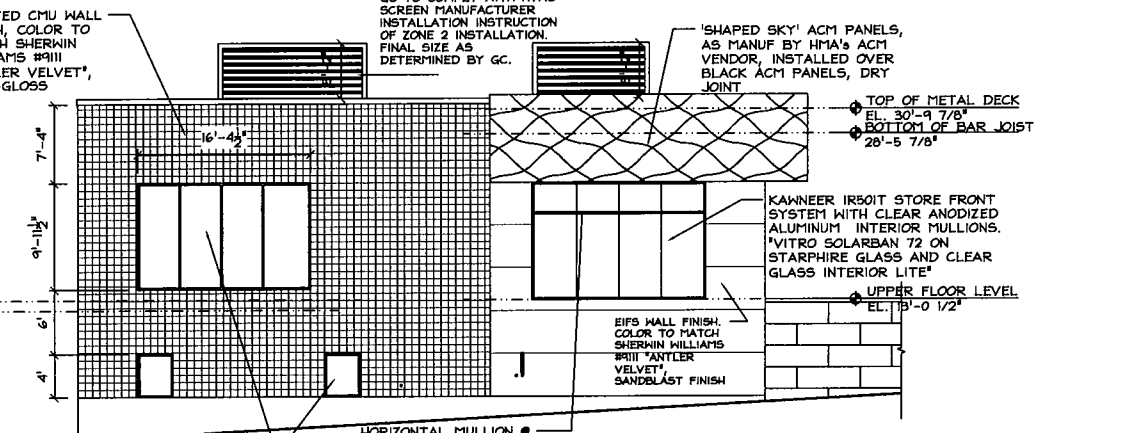 ED CMU WALL
, COLOR TO
H SHERWIN
AMS #9111
LER VELVET",
GLOSS
SCREEN MANUFACTURER
INSTALLATION INSTRUCTION
OF ZONE 2 INSTALLATION.
FINAL SIZE AS
DETERMINED BY GC.
'SHAPED SKY' ACM PANELS,
AS MANUF BY HMA's ACM
VENDOR, INSTALLED OVER
BLACK ACM PANELS, DRY
JOINT
TOP OF METAL DECK
EL. 30'-9 7/8"
BOTTOM OF BAR JOIST
28'-5 7/8"
7'-4"
16'-4½"
9'-11½"
6'
4'
KAWNEER IR501T STORE FRONT
SYSTEM WITH CLEAR ANODIZED
ALUMINUM INTERIOR MULLIONS.
"VITRO SOLARBAN 72 ON
STARPHIRE GLASS AND CLEAR
GLASS INTERIOR LITE"
UPPER FLOOR LEVEL
EL. 13'-0 1/2"
EIFS WALL FINISH.
COLOR TO MATCH
SHERWIN WILLIAMS
#9111 "ANTLER
VELVET",
SANDBLAST FINISH
HORIZONTAL MULLION @